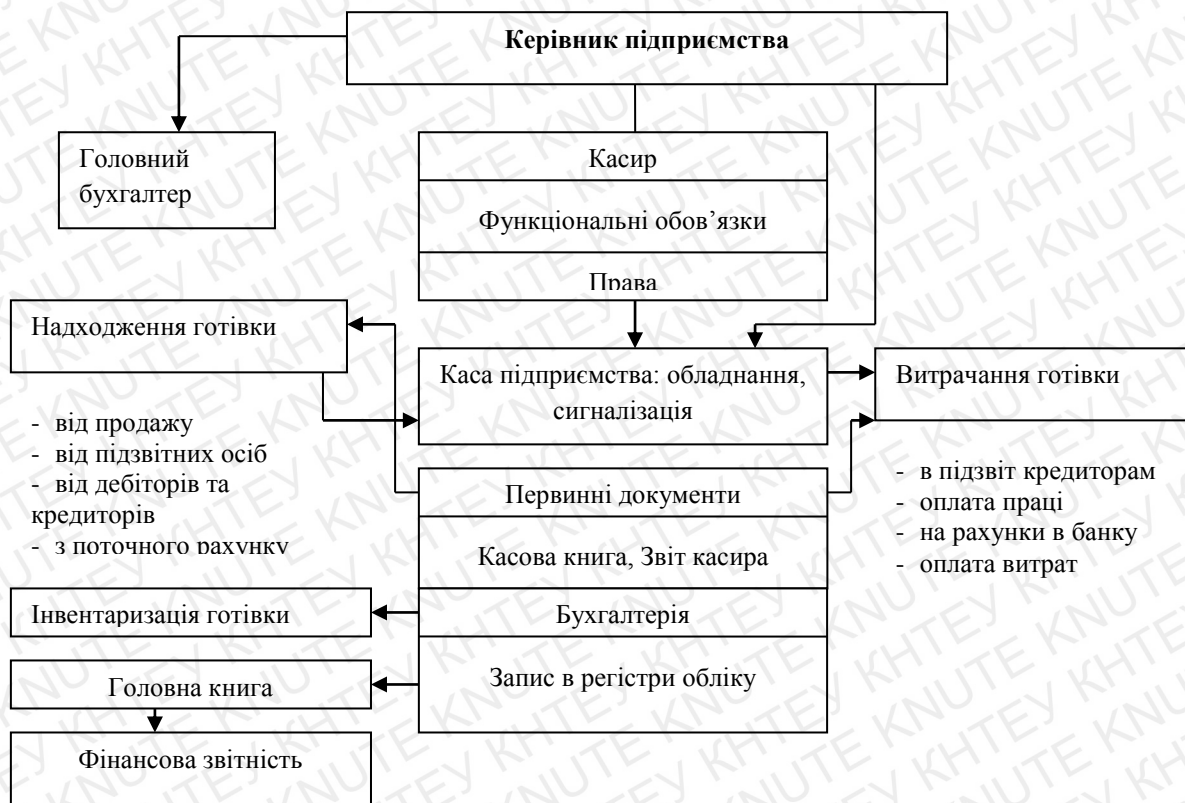 Керівник підприємства
Головний
бухгалтер
Касир
Функціональні обов’язки
Права
Надходження готівки
Каса підприємства: обладнання,
сигналізація
Витрачання готівки
- від продажу
- від підзвітних осіб
- від дебіторів та
кредиторів
- з поточного рахунку
Первинні документи
Касова книга, Звіт касира
- в підзвіт кредиторам
- оплата праці
- на рахунки в банку
- оплата витрат
Інвентаризація готівки
Бухгалтерія
Головна книга
Запис в регістри обліку
Фінансова звітність